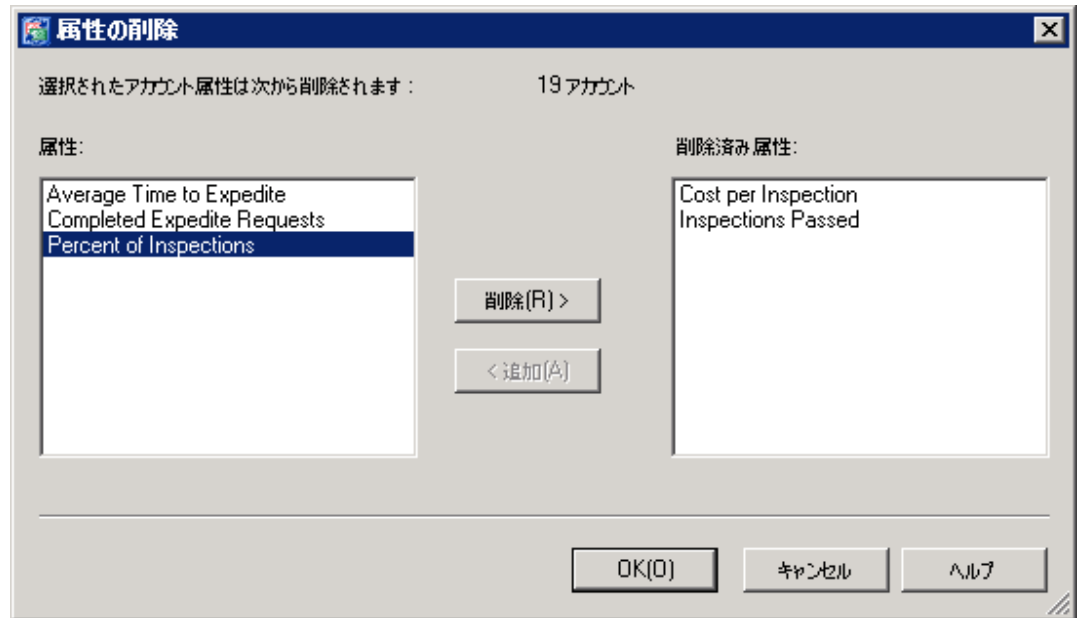 属性の削除
選択されたアカウント属性は次から削除されます：
19 アカウント
属性:
削除済み属性:
Average Time to Expedite
Completed Expedite Requests
Percent of Inspections
Cost per Inspection
Inspections Passed
削除(R) >
< 追加(A)
OK(O)
キャンセル
ヘルプ